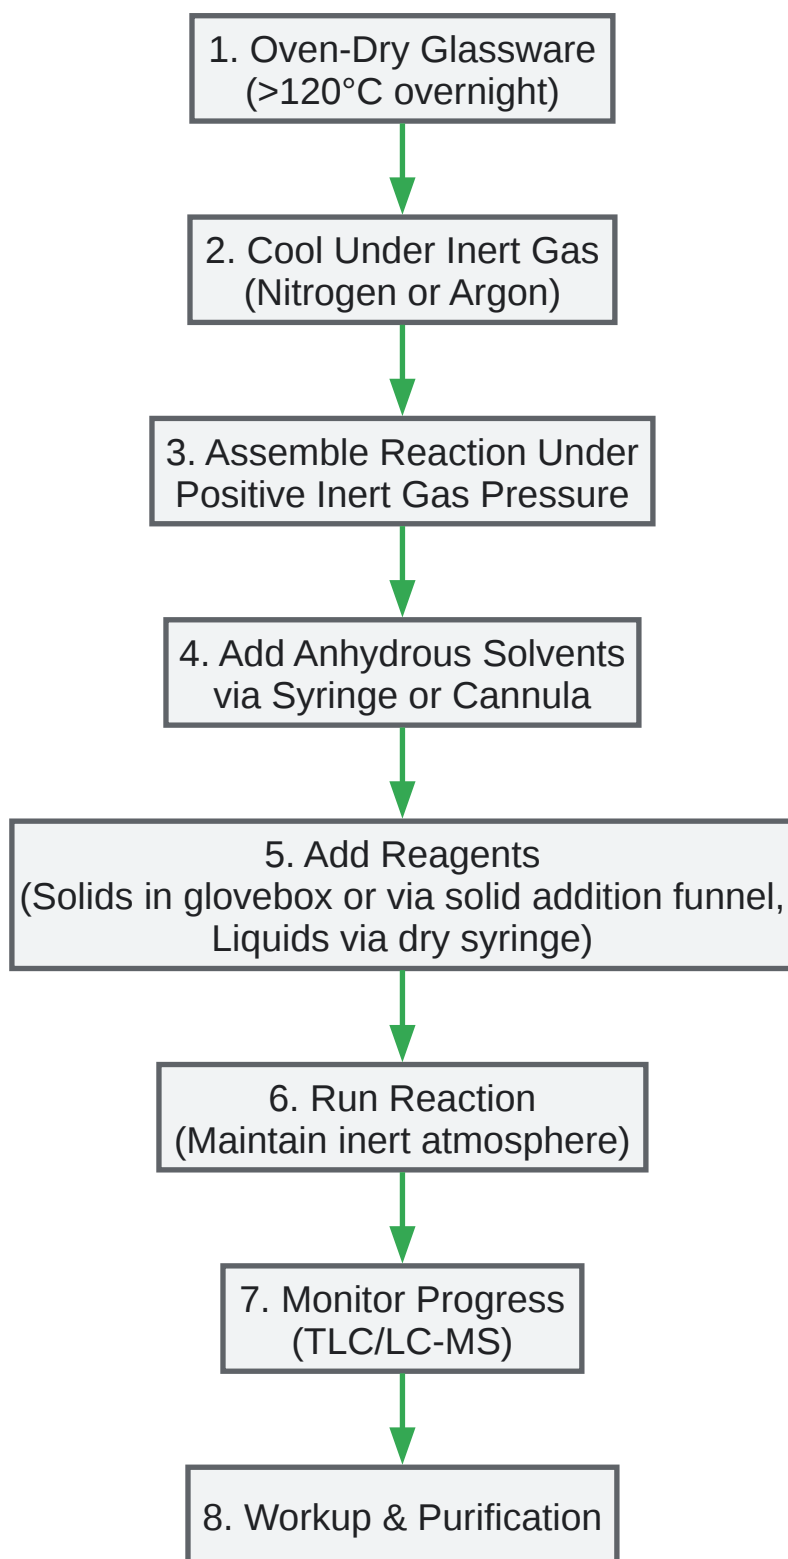 1. Oven-Dry Glassware
(>120°C overnight)
2. Cool Under Inert Gas
(Nitrogen or Argon)
3. Assemble Reaction Under
Positive Inert Gas Pressure
4. Add Anhydrous Solvents
via Syringe or Cannula
5. Add Reagents
(Solids in glovebox or via solid addition funnel,
Liquids via dry syringe)
6. Run Reaction
(Maintain inert atmosphere)
7. Monitor Progress
(TLC/LC-MS)
8. Workup & Purification